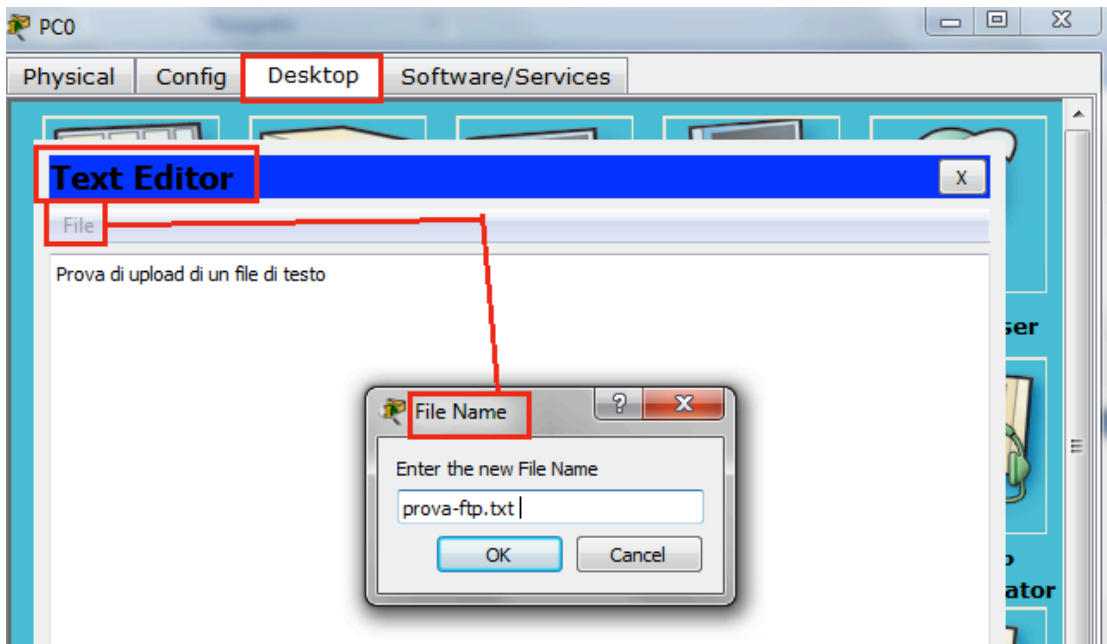 PC0
Physical Config Desktop Software/Services
Text Editor X
File
Prova di upload di un file di testo
ser
File Name ?
Enter the new File Name
prova-ftp.txt
OK Cancel
ator